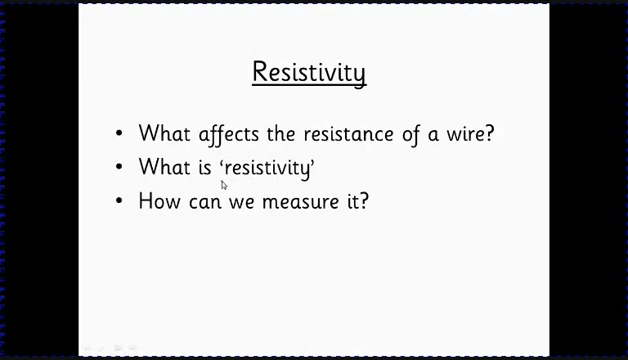 Resistivity
• What affects the resistance of a wire?
• What is ‘resistivity’
• How can we measure it?